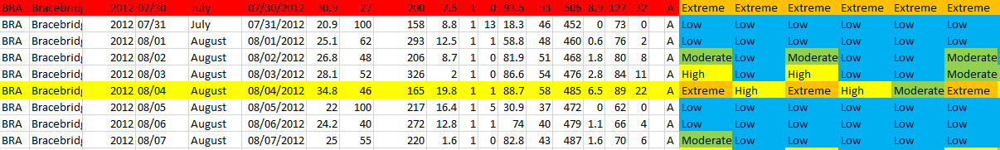 BRA Bracebridg 2012 07/30 July 07/30/2012 30.9 27 200 7.5 1 0 93.5 93 506 8.9 127 32 A Extreme Extreme Extreme Extreme Extreme Extreme
BRA Bracebridg 2012 07/31 July 07/31/2012 20.9 100 158 8.8 1 13 18.3 46 452 0 73 0 A Low Low Low Low Low Low
BRA Bracebridg 2012 08/01 August 08/01/2012 25.1 62 293 12.5 1 1 58.8 48 460 0.6 76 2 A Low Low Low Low Low Low
BRA Bracebridg 2012 08/02 August 08/02/2012 26.8 48 206 8.7 1 0 81.9 51 468 1.8 80 8 A Moderate Low Moderate Low Low Moderate
BRA Bracebridg 2012 08/03 August 08/03/2012 28.1 52 326 2 1 0 86.6 54 476 2.8 84 11 A High Low High Low Low Moderate
BRA Bracebridg 2012 08/04 August 08/04/2012 34.8 46 165 19.8 1 1 88.7 58 485 6.5 89 22 A Extreme High Extreme High Moderate Extreme
BRA Bracebridg 2012 08/05 August 08/05/2012 22 100 217 16.4 1 5 30.9 37 472 0 62 0 A Low Low Low Low Low Low
BRA Bracebridg 2012 08/06 August 08/06/2012 24.2 40 272 12.8 1 1 74 40 479 1.1 66 4 A Low Low Low Low Low Low
BRA Bracebridg 2012 08/07 August 08/07/2012 25 55 220 1.6 1 0 82.8 43 487 1.6 70 6 A Moderate Low Low Low Low Low